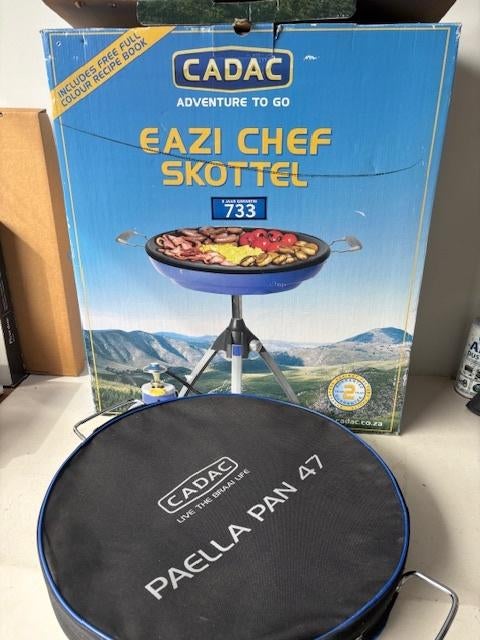 INCLUDES FREE FULL
COLOUR RECIPE BOOK
CADAC
ADVENTURE TO GO
EAZI CHEF
SKOTTEL
733
2
cadac.co.za
CADAC
LIVE THE BRAAI LIFE
PAELLA PAN 47